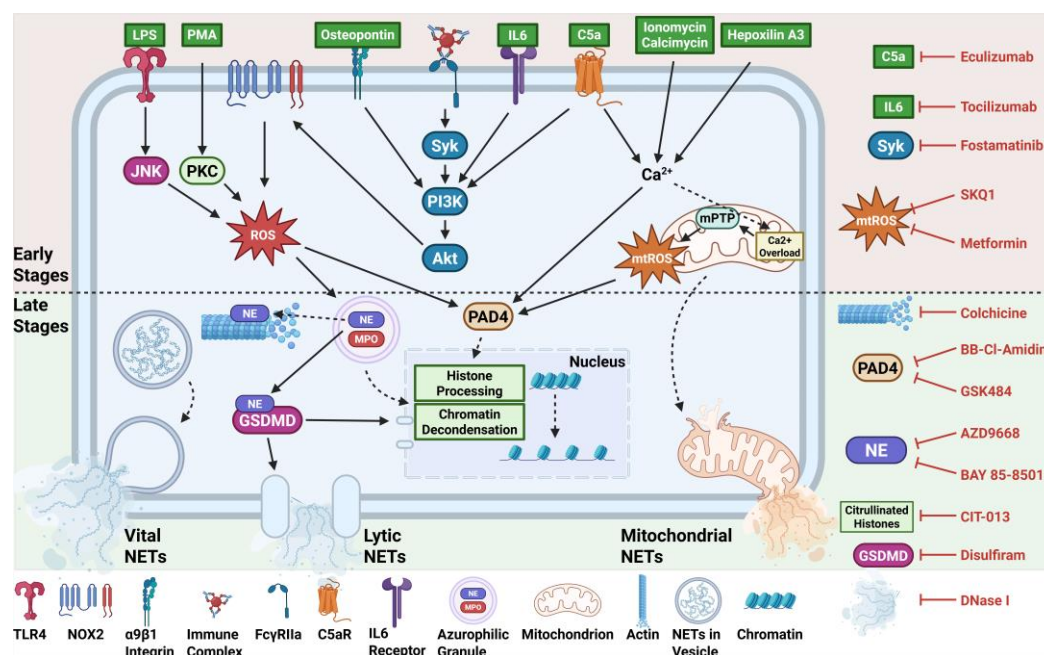 LPS
PMA
Osteopontin
IL6
C5a
Ionomycin
Calcimycin
Hepoxilin A3
C5a
Eculizumab
IL6
Tocilizumab
Syk
Fostamatinib
Syk
JNK
PKC
Ca²⁺
PI3K
mPTP
SKQ1
mtROS
Metformin
ROS
Ca2+
Overload
mtROS
Akt
Early
Stages
Late
Stages
NE
NE
MPO
PAD4
Colchicine
Nucleus
Histone
Processing
Chromatin
Decondensation
BB-Cl-Amidin
PAD4
GSK484
NE
GSDMD
AZD9668
NE
BAY 85-8501
Citrullinated
Histones
CIT-013
Vital
NETs
Lytic
NETs
Mitochondrial
NETs
GSDMD
Disulfiram
DNase I
NE
MPO
TLR4
NOX2
α9β1
Integrin
Immune
Complex
FcγRIIa
C5aR
IL6
Receptor
Azurophilic
Granule
Mitochondrion
Actin
NETs in
Vesicle
Chromatin